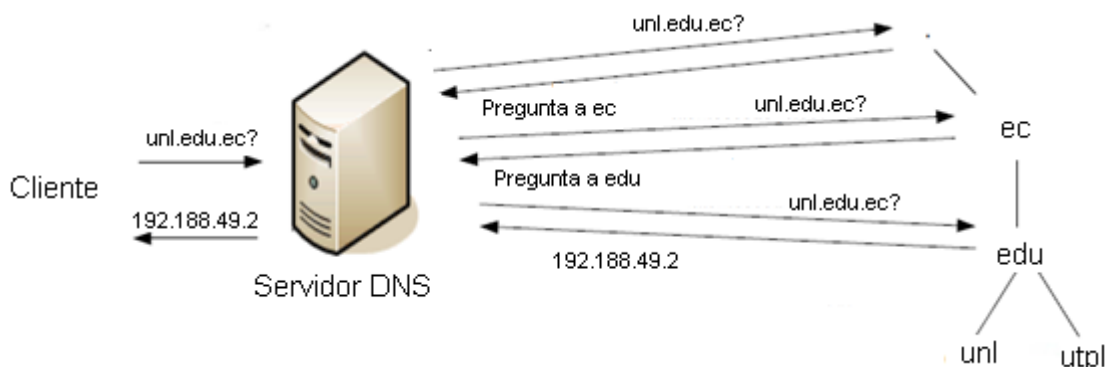 unl.edu.ec?
.
Pregunta a ec
unl.edu.ec?
ec
unl.edu.ec?
Cliente
Pregunta a edu
unl.edu.ec?
192.188.49.2
192.188.49.2
edu
Servidor DNS
unl
utpl